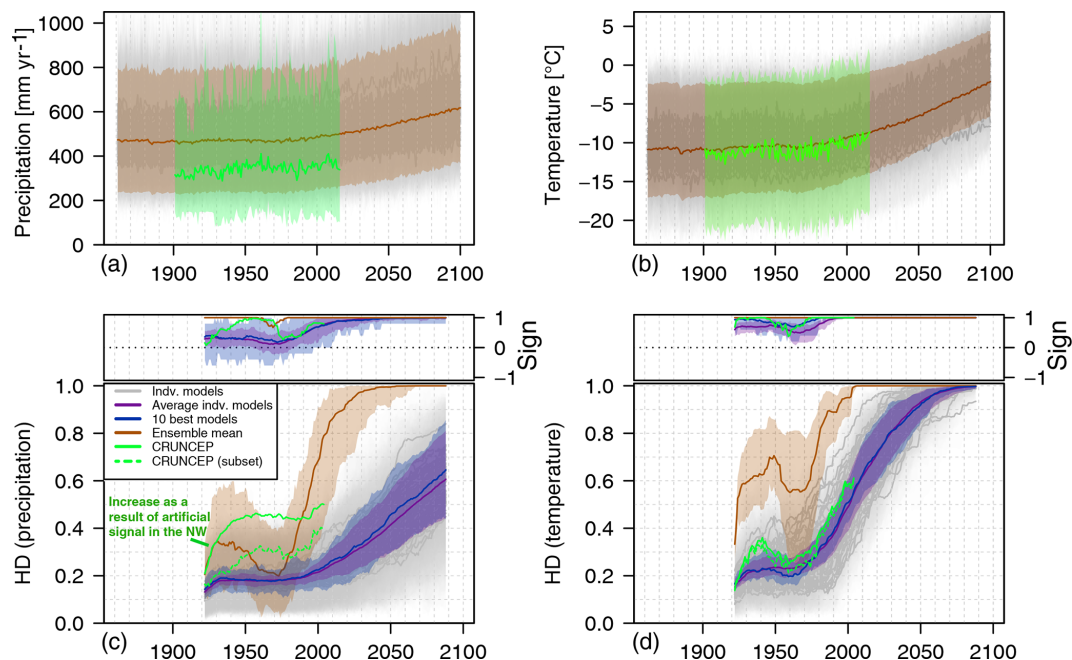 1000
800
600
400
200
0
Precipitation [mm yr-1]
(a)
1900
1950
2000
2050
2100
5
0
−5
−10
−15
−20
Temperature [°C]
(b)
1900
1950
2000
2050
2100
1
0
−1
Sign
1
0
−1
Sign
1.0
0.8
0.6
0.4
0.2
0.0
HD (precipitation)
Indv. models
Average indv. models
10 best models
Ensemble mean
CRUNCEP
CRUNCEP (subset)
Increase as a
result of artificial
signal in the NW
(c)
1900
1950
2000
2050
2100
1.0
0.8
0.6
0.4
0.2
0.0
HD (temperature)
(d)
1900
1950
2000
2050
2100